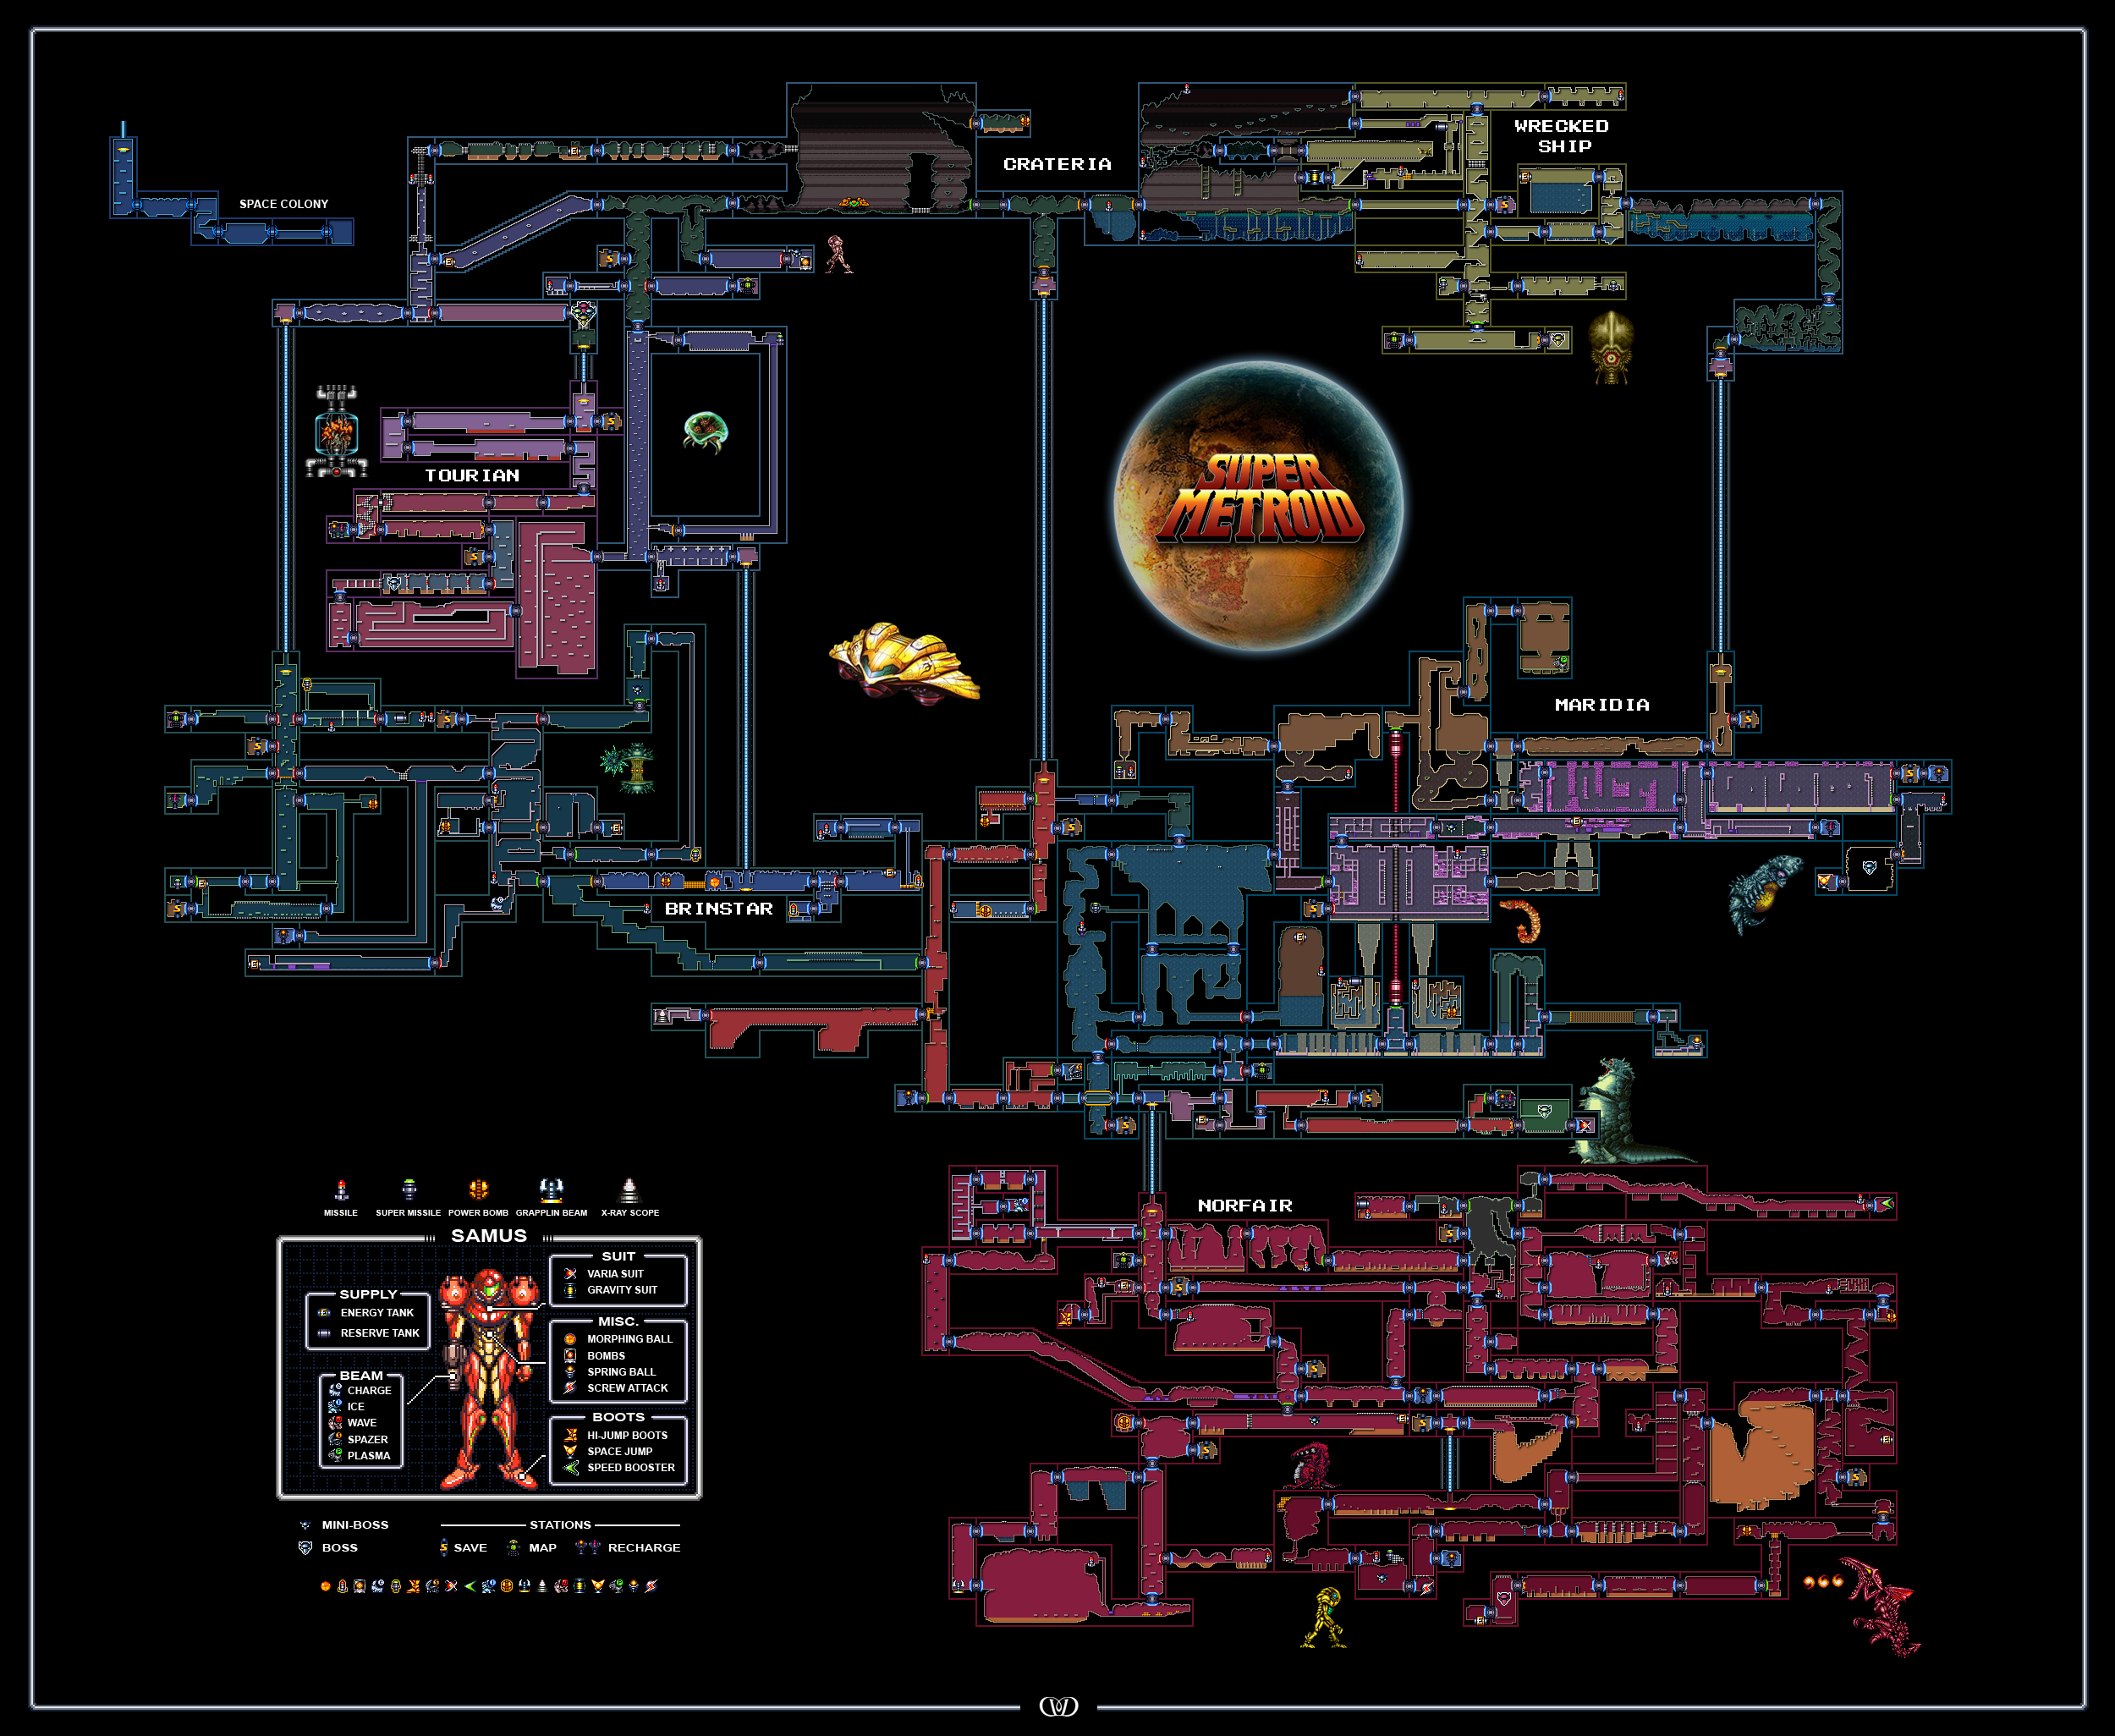 WRECKED
SHIP
CRATERIA
SPACE COLONY
TOURIAN
SUPER
METROID
MARIDIA
BRINSTAR
NORFAIR
MISSILE
SUPER MISSILE
POWER BOMB
GRAPPLIN BEAM
X-RAY SCOPE
SAMUS
SUPPLY
ENERGY TANK
RESERVE TANK
BEAM
CHARGE
ICE
WAVE
SPAZER
PLASMA
SUIT
VARIA SUIT
GRAVITY SUIT
MISC.
MORPHING BALL
BOMBS
SPRING BALL
SCREW ATTACK
BOOTS
HI-JUMP BOOTS
SPACE JUMP
SPEED BOOSTER
MINI-BOSS
BOSS
STATIONS
S SAVE
MAP
RECHARGE